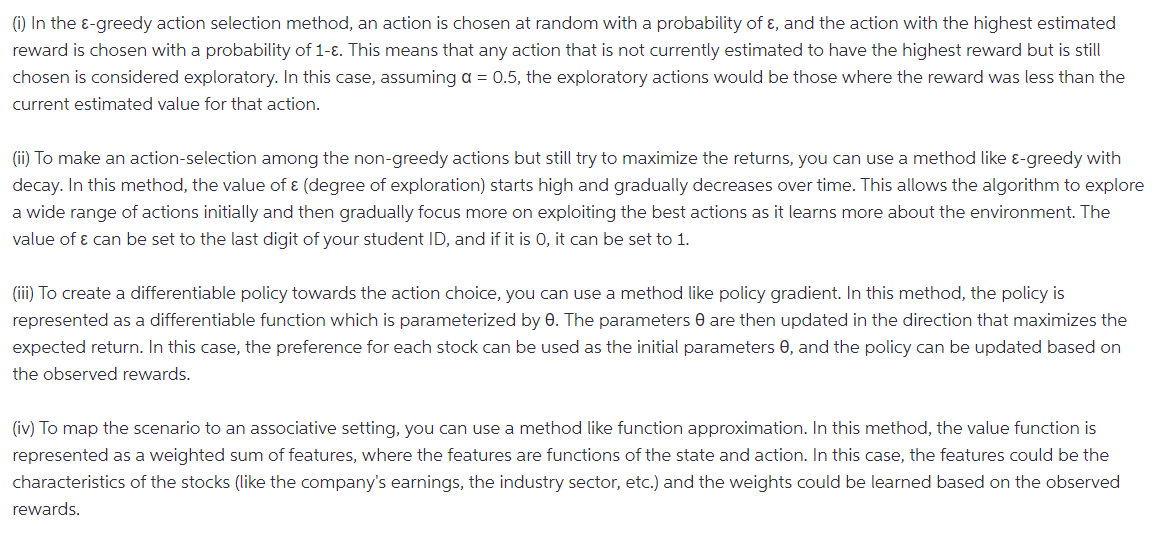 (i) In the ε-greedy action selection method, an action is chosen at random with a probability of ε, and the action with the highest estimated
reward is chosen with a probability of 1-ε. This means that any action that is not currently estimated to have the highest reward but is still
chosen is considered exploratory. In this case, assuming α = 0.5, the exploratory actions would be those where the reward was less than the
current estimated value for that action.
(ii) To make an action-selection among the non-greedy actions but still try to maximize the returns, you can use a method like ε-greedy with
decay. In this method, the value of ε (degree of exploration) starts high and gradually decreases over time. This allows the algorithm to explore
a wide range of actions initially and then gradually focus more on exploiting the best actions as it learns more about the environment. The
value of ε can be set to the last digit of your student ID, and if it is 0, it can be set to 1.
(iii) To create a differentiable policy towards the action choice, you can use a method like policy gradient. In this method, the policy is
represented as a differentiable function which is parameterized by θ. The parameters θ are then updated in the direction that maximizes the
expected return. In this case, the preference for each stock can be used as the initial parameters θ, and the policy can be updated based on
the observed rewards.
(iv) To map the scenario to an associative setting, you can use a method like function approximation. In this method, the value function is
represented as a weighted sum of features, where the features are functions of the state and action. In this case, the features could be the
characteristics of the stocks (like the company's earnings, the industry sector, etc.) and the weights could be learned based on the observed
rewards.